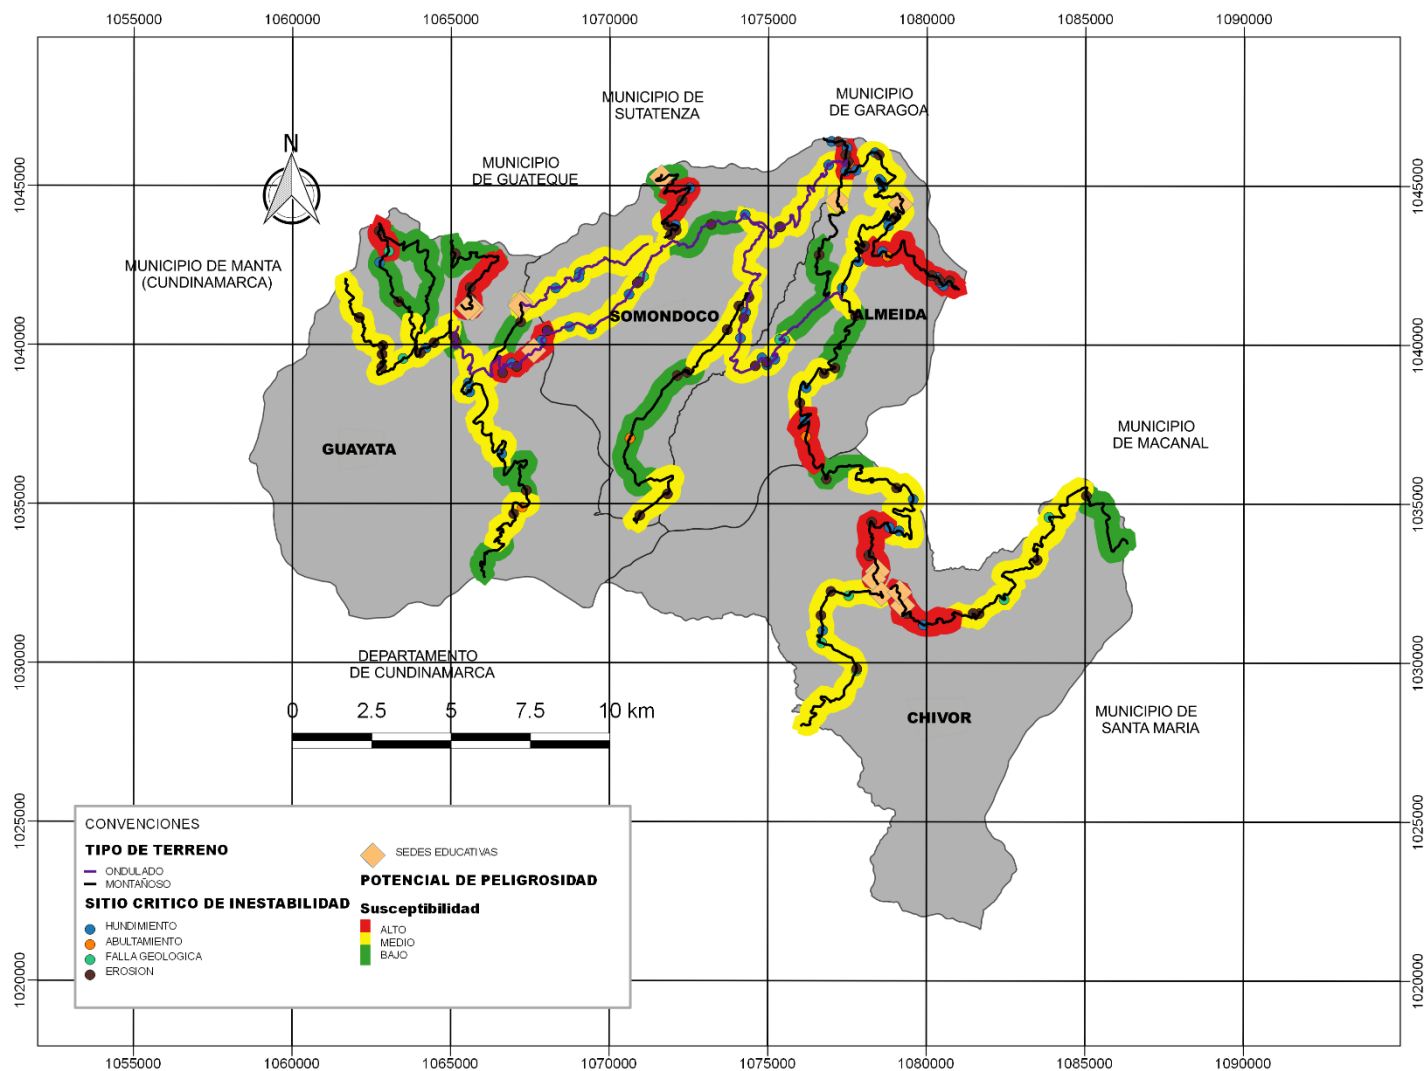 1055000 1060000 1065000 1070000 1075000 1080000 1085000 1090000
MUNICIPIO DE
SUTATENZA
MUNICIPIO
DE GARAGOA
N
MUNICIPIO
DE GUATEQUE
1045000 1045000
MUNICIPIO DE MANTA
(CUNDINAMARCA)
SOMONDOCO
ALMEIDA
1040000 1040000
GUAYATA
MUNICIPIO
DE MACANAL
1035000 1035000
DEPARTAMENTO
DE CUNDINAMARCA
1030000 1030000
0 2.5 5 7.5 10 km
CHIVOR
MUNICIPIO DE
SANTA MARIA
1025000 1025000
CONVENCIONES
TIPO DE TERRENO
ONDULADO
MONTAÑOSO
SITIO CRITICO DE INESTABILIDAD
HUNDIMIENTO
ABULTAMIENTO
FALLA GEOLOGICA
EROSION
SEDES EDUCATIVAS
POTENCIAL DE PELIGROSIDAD
Susceptibilidad
ALTO
MEDIO
BAJO
1020000 1020000
1055000 1060000 1065000 1070000 1075000 1080000 1085000 1090000